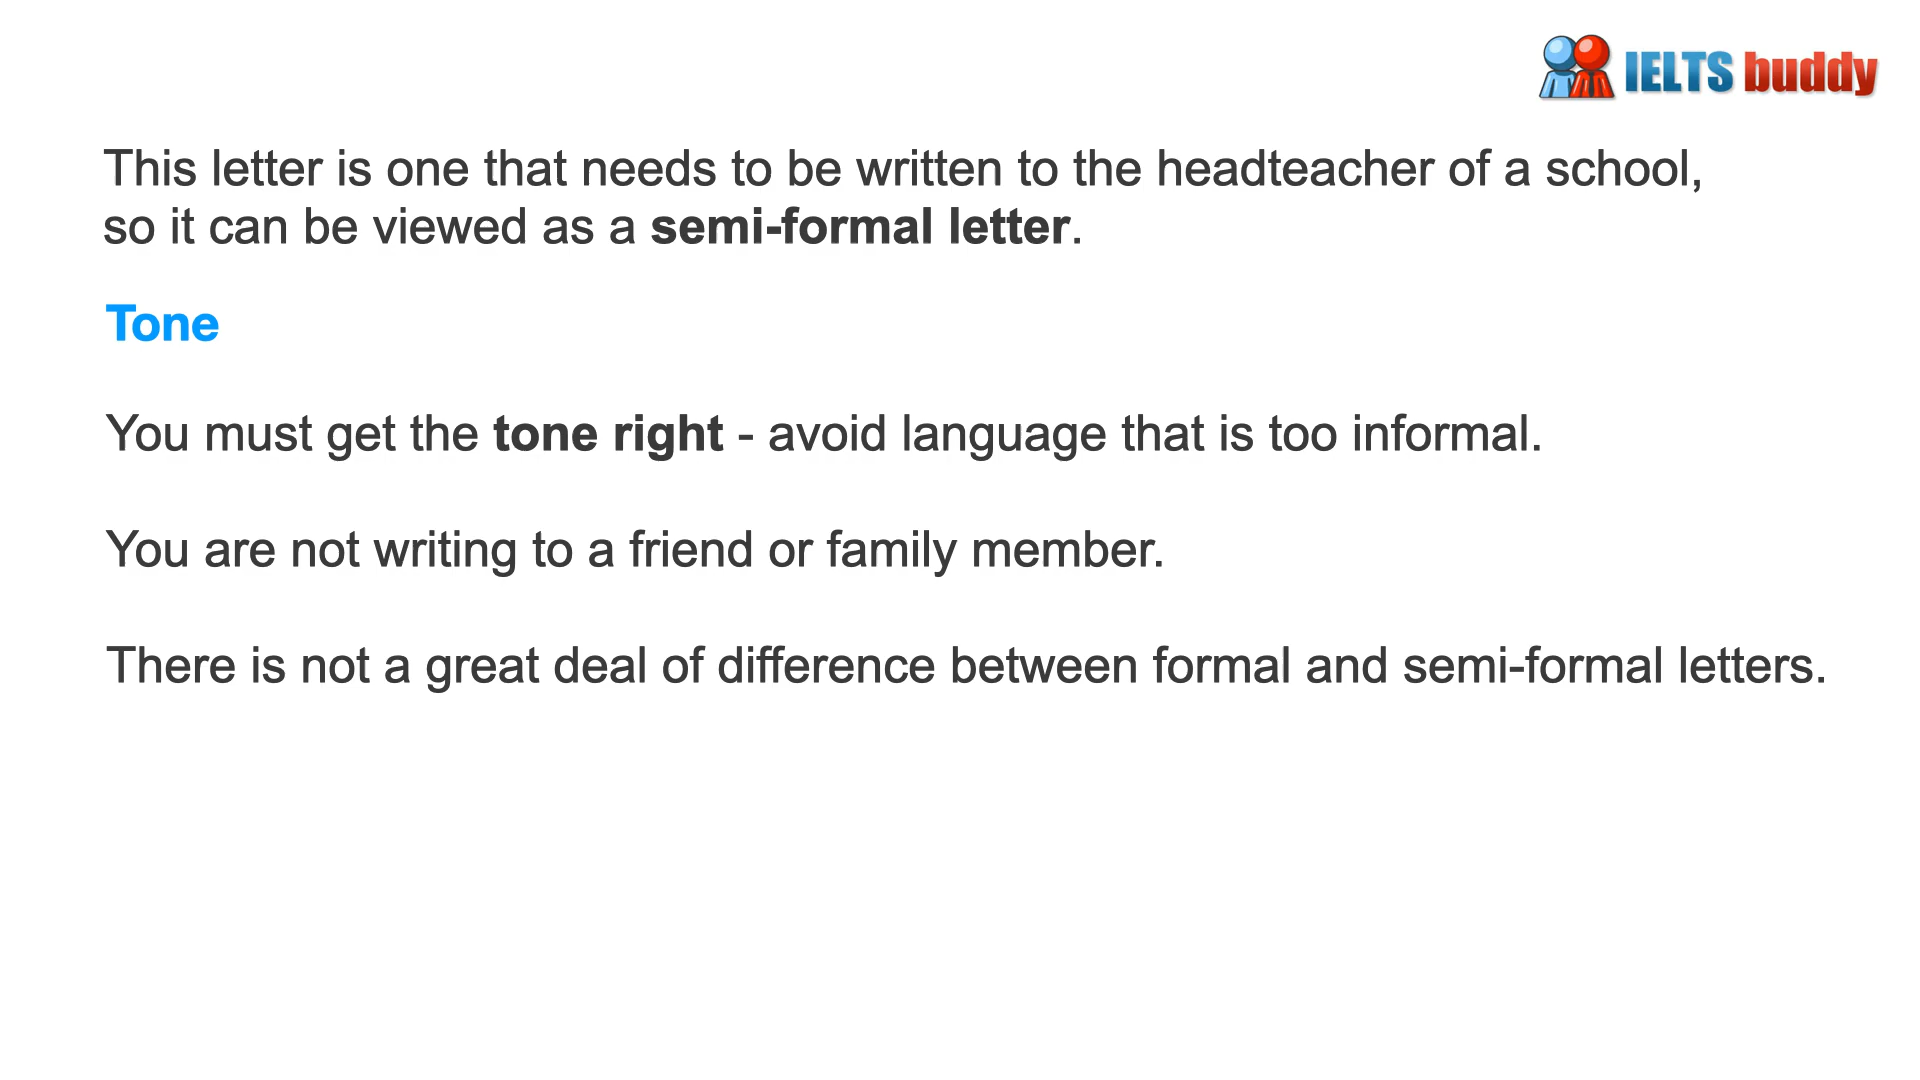 IELTS buddy
This letter is one that needs to be written to the headteacher of a school,
so it can be viewed as a semi-formal letter.
Tone
You must get the tone right - avoid language that is too informal.
You are not writing to a friend or family member.
There is not a great deal of difference between formal and semi-formal letters.